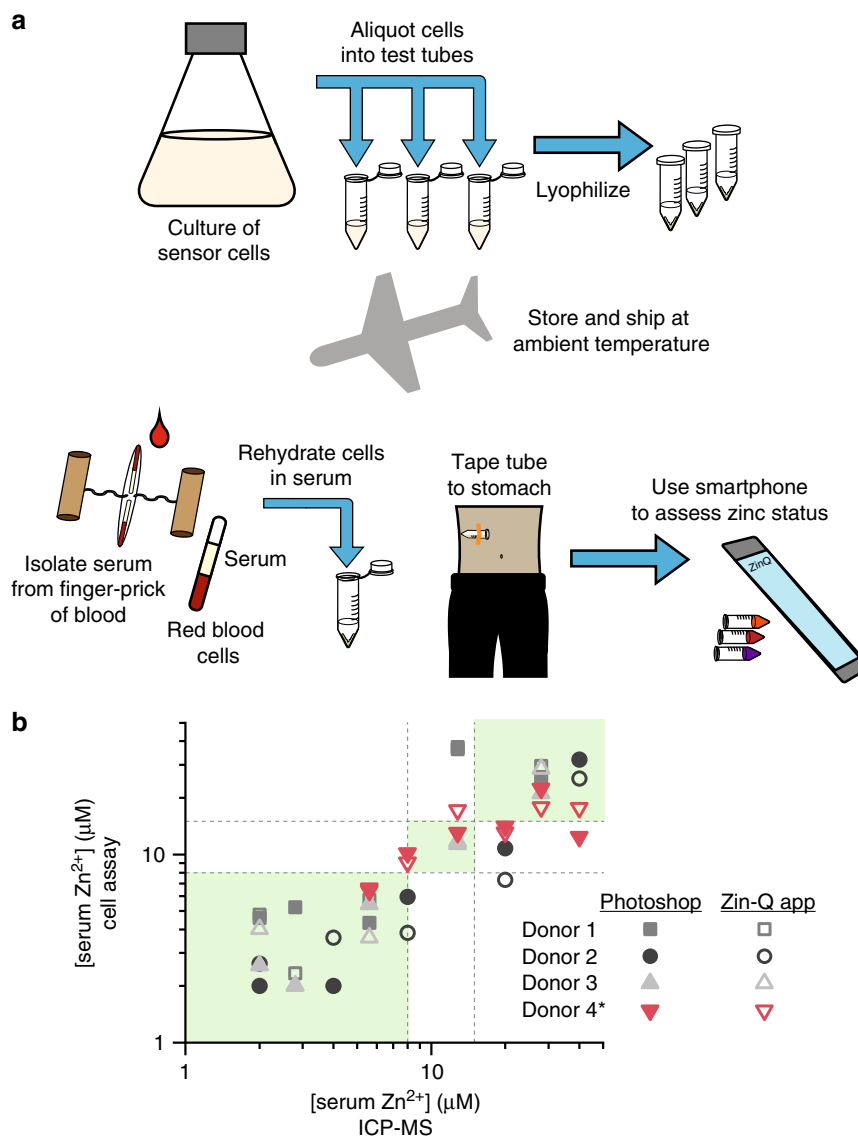 a
Aliquot cells
into test tubes
Lyophilize
Culture of
sensor cells
Store and ship at
ambient temperature
Rehydrate cells
in serum
Tape tube
to stomach
Use smartphone
to assess zinc status
Isolate serum
from finger-prick
of blood
Serum
Red blood
cells
ZinQ
b
[serum Zn²⁺] (μM)
cell assay
10
1
1
10
[serum Zn²⁺] (μM)
ICP-MS
Photoshop Zin-Q app
Donor 1
Donor 2
Donor 3
Donor 4*